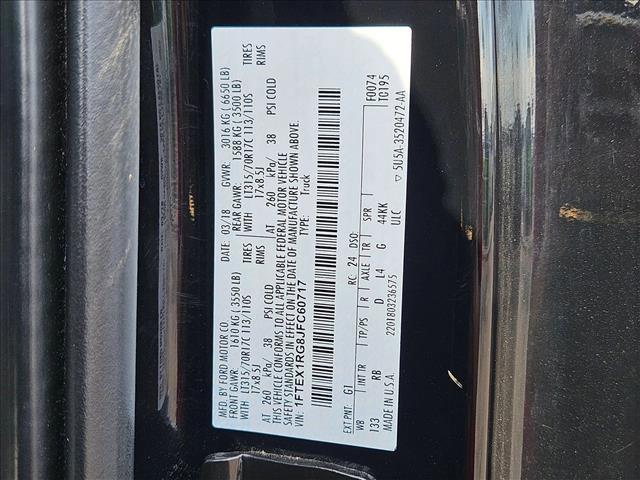 MFD. BY FORD MOTOR CO. DATE: 03/18 GVWR: 3016 KG (6650 LB)
FRONT GAWR: 1610 KG (3550 LB) REAR GAWR: 1588 KG (3500 LB)
WITH LT315/70R17C 113/110S TIRES WITH LT315/70R17C 113/110S TIRES
17x8.5J RIMS 17x8.5J RIMS
AT 260 kPa/ 38 PSI COLD AT 260 kPa/ 38 PSI COLD
THIS VEHICLE CONFORMS TO ALL APPLICABLE FEDERAL MOTOR VEHICLE
SAFETY STANDARDS IN EFFECT ON THE DATE OF MANUFACTURE SHOWN ABOVE.
VIN: 1FTEX1RG8JFC60717 TYPE: Truck
F0074
EXT PNT: G1 RC: 24 DSO: TC195
WB INT TR TP/PS R AXLE TR SPR
133 RB D L4 G 44KK
MADE IN U.S.A. 2201803236575 ULC ▽ 5U5A-3520472-AA